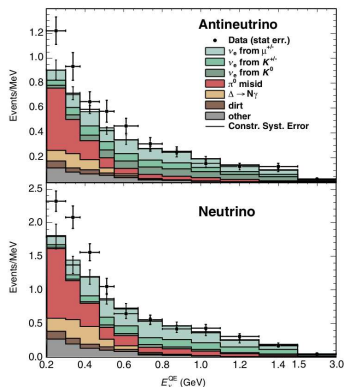 Antineutrino
Data (stat err.)
νe from μ+/-
νe from K+/-
νe from K0
π0 misid
Δ → Nγ
dirt
other
Constr. Syst. Error
Events/MeV
1.2
1.0
0.8
0.6
0.4
0.2
Neutrino
Events/MeV
2.5
2.0
1.5
1.0
0.5
0.0
0.2 0.4 0.6 0.8 1.0 1.2 1.4 1.5 3.0
EνQE (GeV)